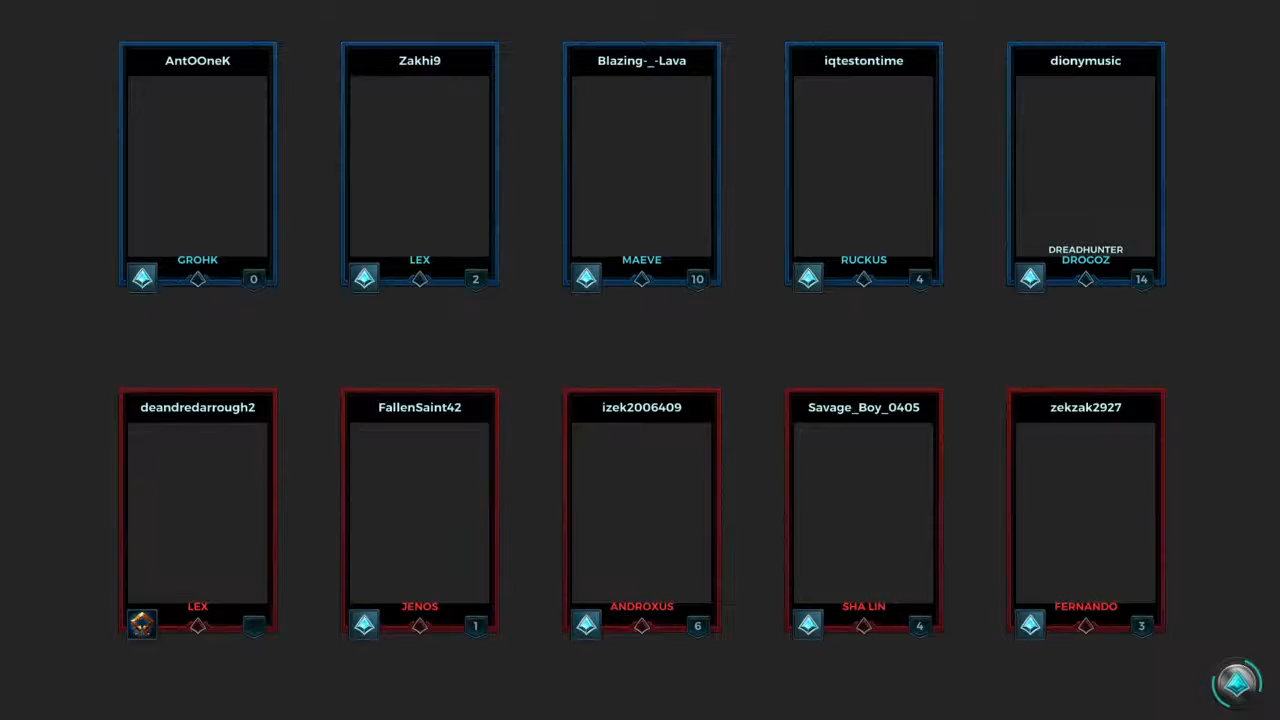 AntOOneK
Zakhi9
Blazing-_-Lava
iqtestontime
dionymusic
DREADHUNTER
GROHK
LEX
MAEVE
RUCKUS
DROGOZ
0
2
10
4
14
deandredarrough2
FallenSaint42
izek2006409
Savage_Boy_0405
zekzak2927
LEX
JENOS
ANDROXUS
SHA LIN
FERNANDO
1
6
4
3